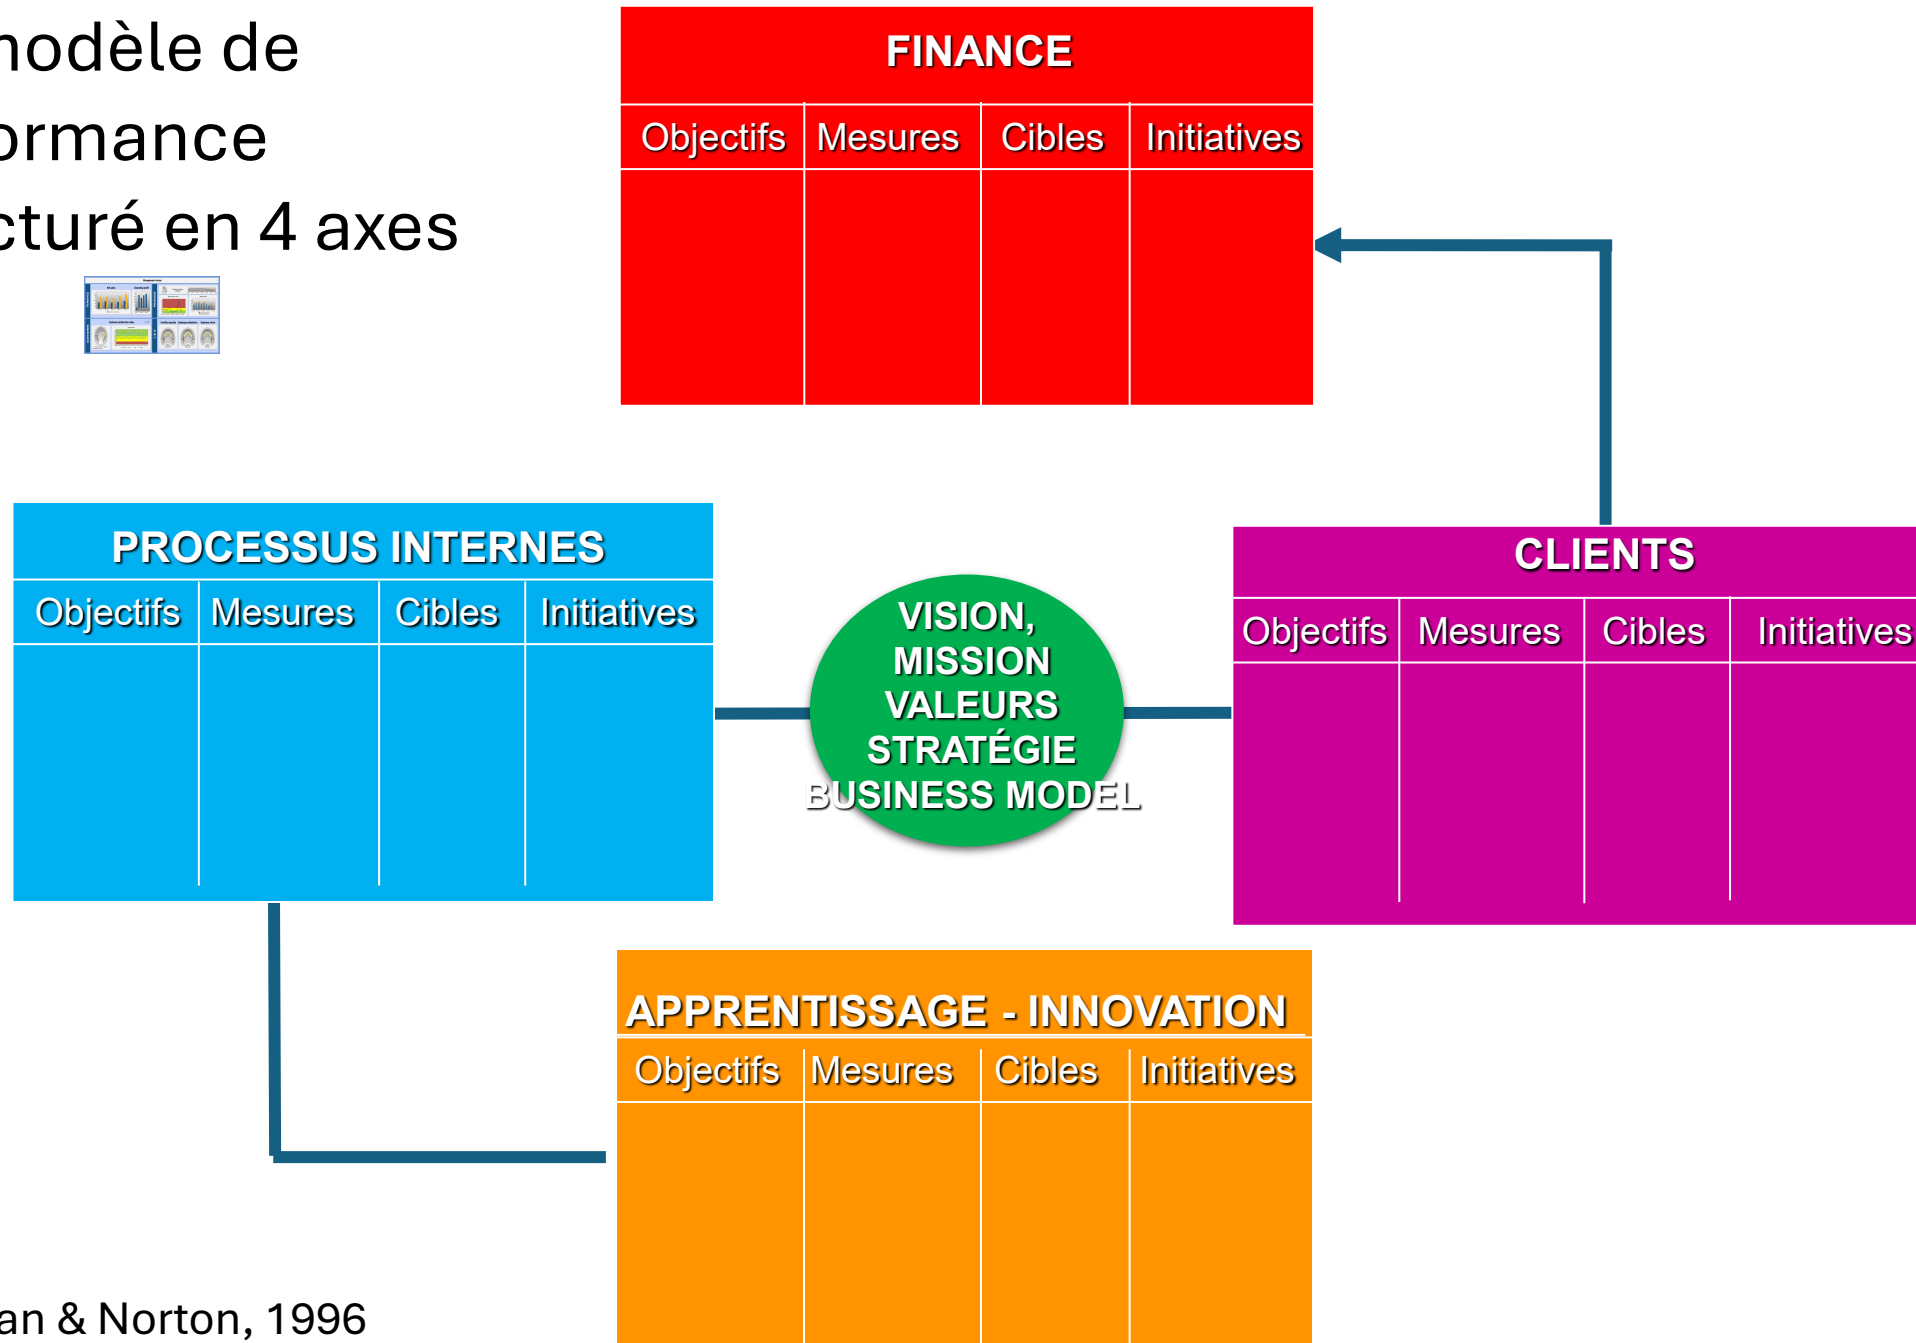 modèle de
ormance
cturé en 4 axes
FINANCE
Objectifs Mesures Cibles Initiatives
PROCESSUS INTERNES
Objectifs Mesures Cibles Initiatives
VISION,
MISSION
VALEURS
STRATÉGIE
BUSINESS MODEL
CLIENTS
Objectifs Mesures Cibles Initiatives
APPRENTISSAGE - INNOVATION
Objectifs Mesures Cibles Initiatives
an & Norton, 1996